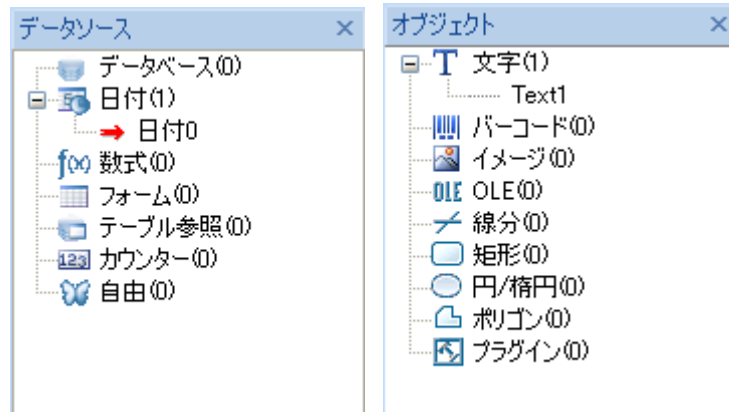 データソース
データベース(0)
日付(1)
日付0
f(x) 数式(0)
フォーム(0)
テーブル参照(0)
123 カウンター(0)
自由(0)
オブジェクト
T 文字(1)
Text1
バーコード(0)
イメージ(0)
OLE OLE(0)
線分(0)
矩形(0)
円/楕円(0)
ポリゴン(0)
プラグイン(0)